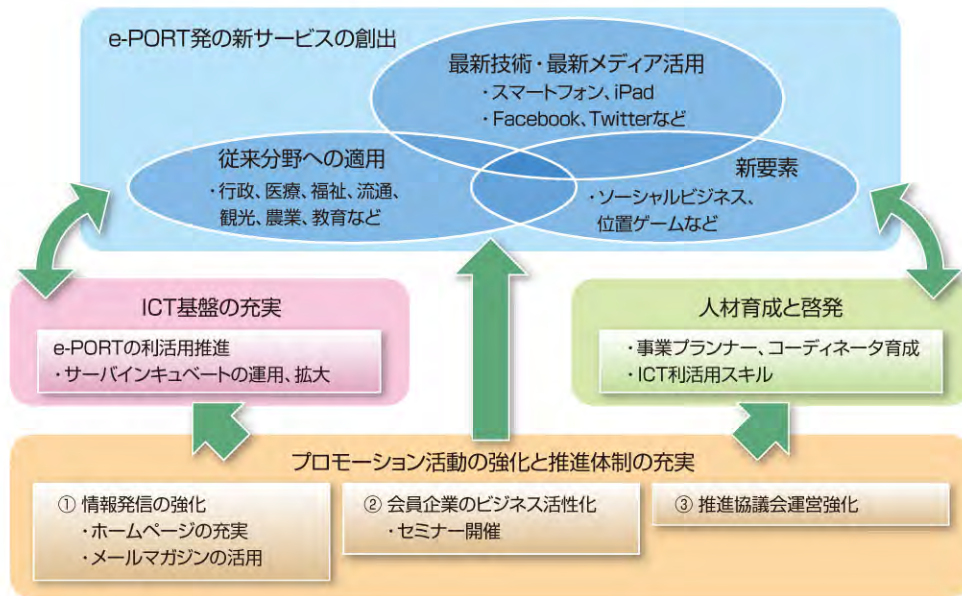 e-PORT発の新サービスの創出
最新技術・最新メディア活用
・スマートフォン、iPad
・Facebook、Twitterなど
従来分野への適用
・行政、医療、福祉、流通、
観光、農業、教育など
新要素
・ソーシャルビジネス、
位置ゲームなど
ICT基盤の充実
e-PORTの利活用推進
・サーバインキュベートの運用、拡大
人材育成と啓発
・事業プランナー、コーディネータ育成
・ICT利活用スキル
プロモーション活動の強化と推進体制の充実
① 情報発信の強化
・ホームページの充実
・メールマガジンの活用
② 会員企業のビジネス活性化
・セミナー開催
③ 推進協議会運営強化